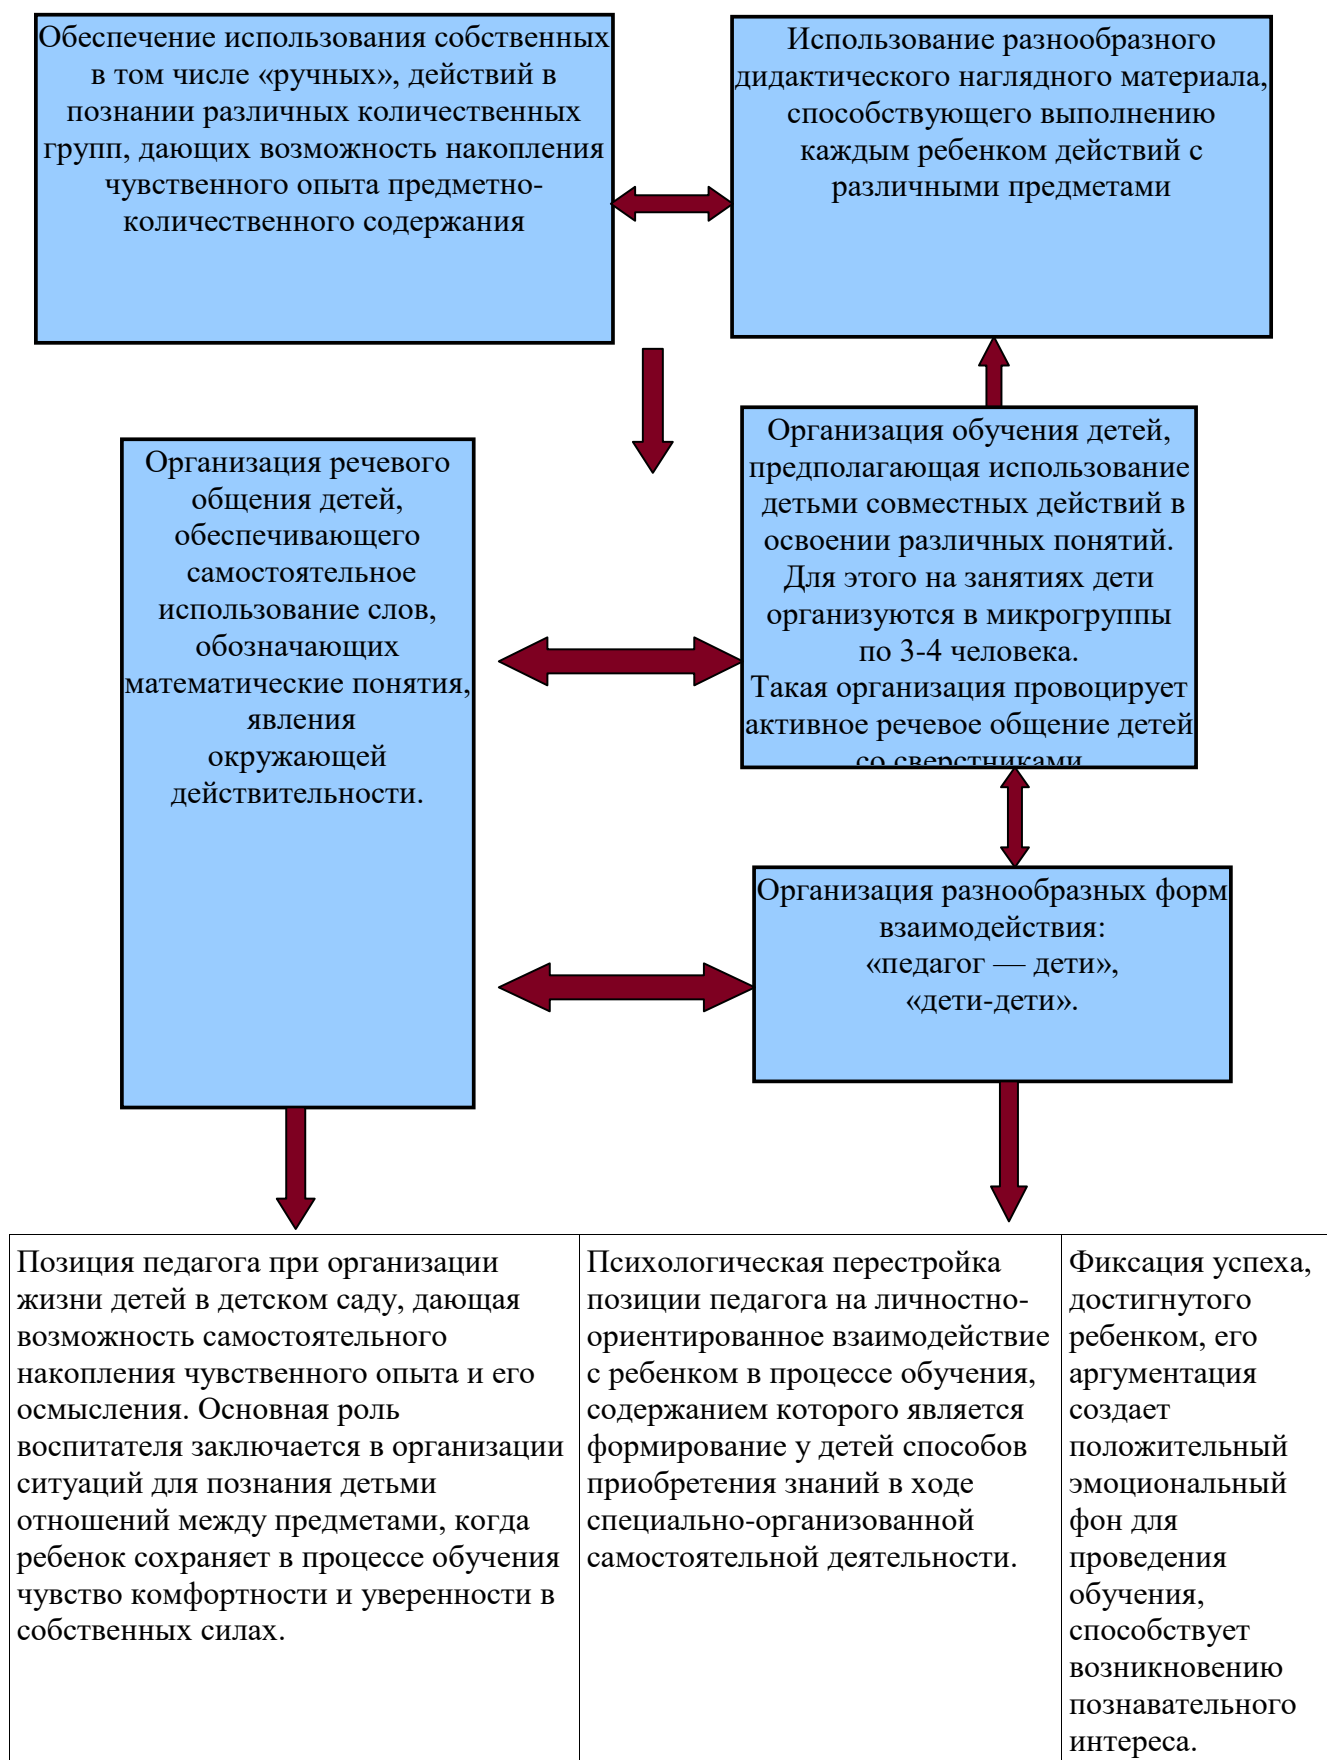 Обеспечение использования собственных
в том числе «ручных», действий в
познании различных количественных
групп, дающих возможность накопления
чувственного опыта предметно-
количественного содержания
Использование разнообразного
дидактического наглядного материала,
способствующего выполнению
каждым ребенком действий с
различными предметами
Организация речевого
общения детей,
обеспечивающего
самостоятельное
использование слов,
обозначающих
математические понятия,
явления
окружающей
действительности.
Организация обучения детей,
предполагающая использование
детьми совместных действий в
освоении различных понятий.
Для этого на занятиях дети
организуются в микрогруппы
по 3-4 человека.
Такая организация провоцирует
активное речевое общение детей
со сверстниками
Организация разнообразных форм
взаимодействия:
«педагог — дети»,
«дети-дети».
Позиция педагога при организации
жизни детей в детском саду, дающая
возможность самостоятельного
накопления чувственного опыта и его
осмысления. Основная роль
воспитателя заключается в организации
ситуаций для познания детьми
отношений между предметами, когда
ребенок сохраняет в процессе обучения
чувство комфортности и уверенности в
собственных силах.
Психологическая перестройка
позиции педагога на личностно-
ориентированное взаимодействие
с ребенком в процессе обучения,
содержанием которого является
формирование у детей способов
приобретения знаний в ходе
специально-организованной
самостоятельной деятельности.
Фиксация успеха,
достигнутого
ребенком, его
аргументация
создает
положительный
эмоциональный
фон для
проведения
обучения,
способствует
возникновению
познавательного
интереса.